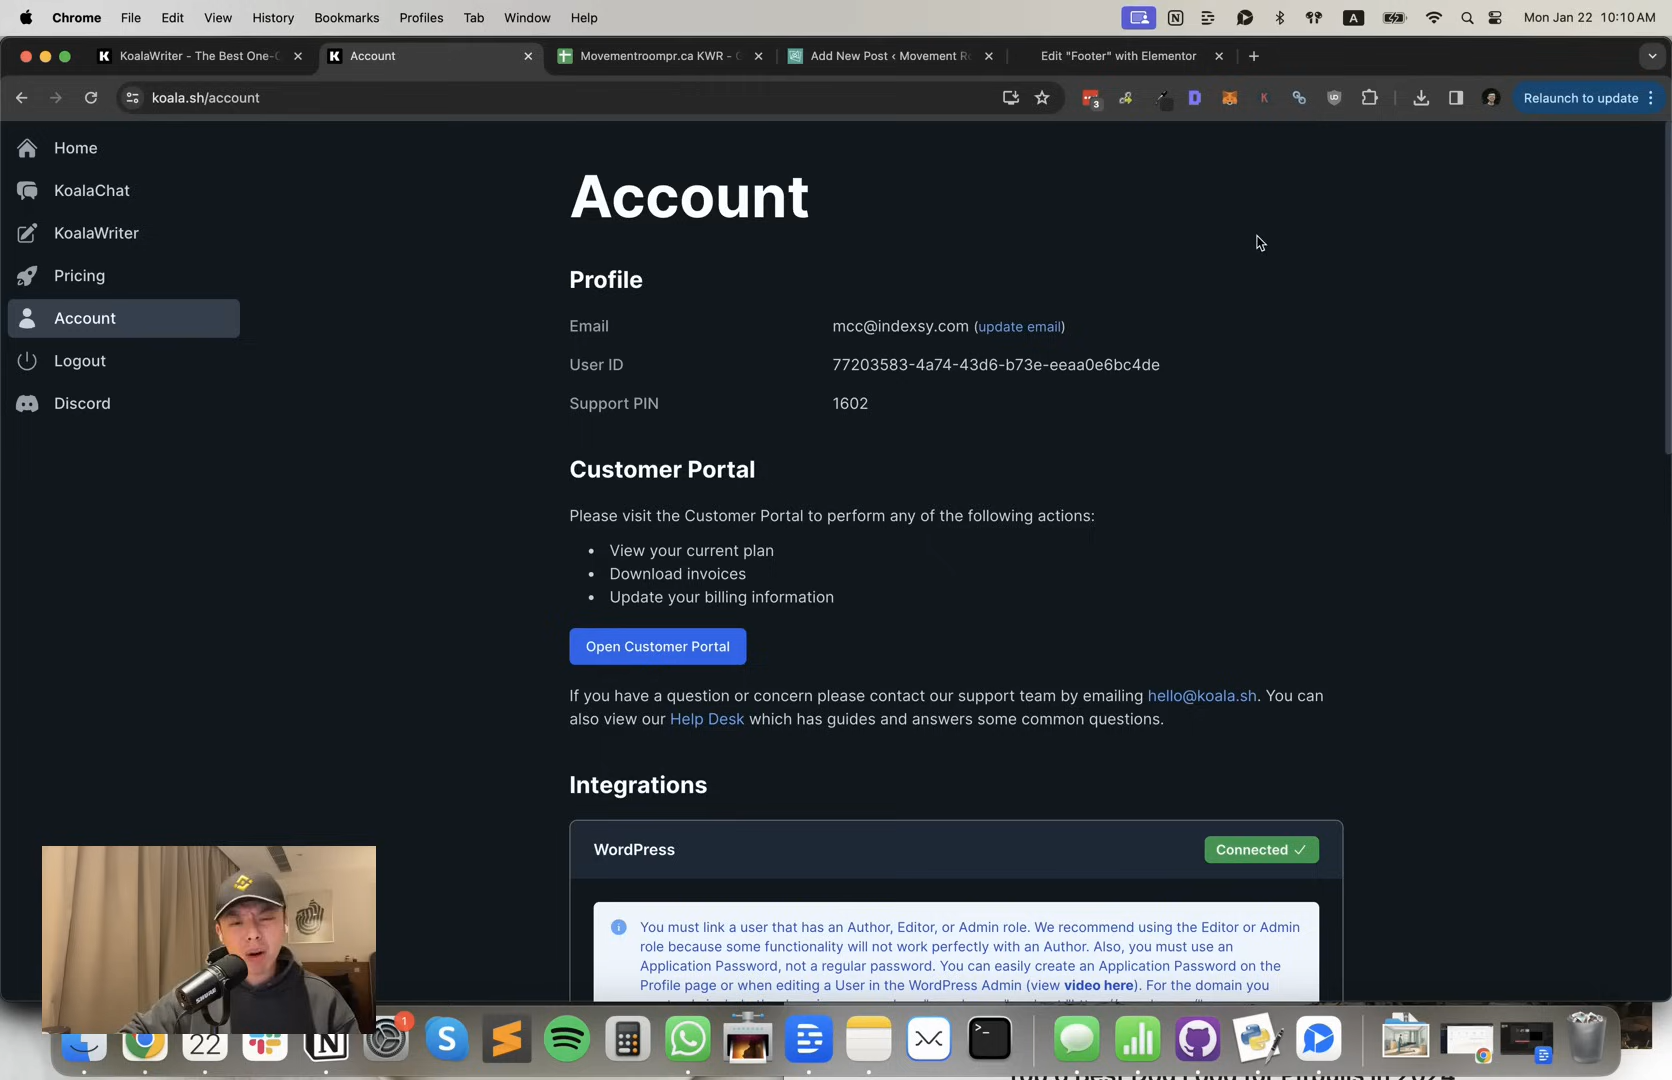 Chrome File Edit View History Bookmarks Profiles Tab Window Help
A
Mon Jan 22 10:10 AM
KoalaWriter - The Best One-C
Account
Movementroompr.ca KWR - G
Add New Post ‹ Movement R
Edit "Footer" with Elementor
koala.sh/account
3
Relaunch to update
Home
KoalaChat
KoalaWriter
Pricing
Account
Logout
Discord
Account
Profile
Email mcc@indexsy.com (update email)
User ID 77203583-4a74-43d6-b73e-eeaa0e6bc4de
Support PIN 1602
Customer Portal
Please visit the Customer Portal to perform any of the following actions:
• View your current plan
• Download invoices
• Update your billing information
Open Customer Portal
If you have a question or concern please contact our support team by emailing hello@koala.sh. You can
also view our Help Desk which has guides and answers some common questions.
Integrations
WordPress Connected ✓
You must link a user that has an Author, Editor, or Admin role. We recommend using the Editor or Admin
role because some functionality will not work perfectly with an Author. Also, you must use an
Application Password, not a regular password. You can easily create an Application Password on the
Profile page or when editing a User in the WordPress Admin (view video here). For the domain you
SHURE
1
22